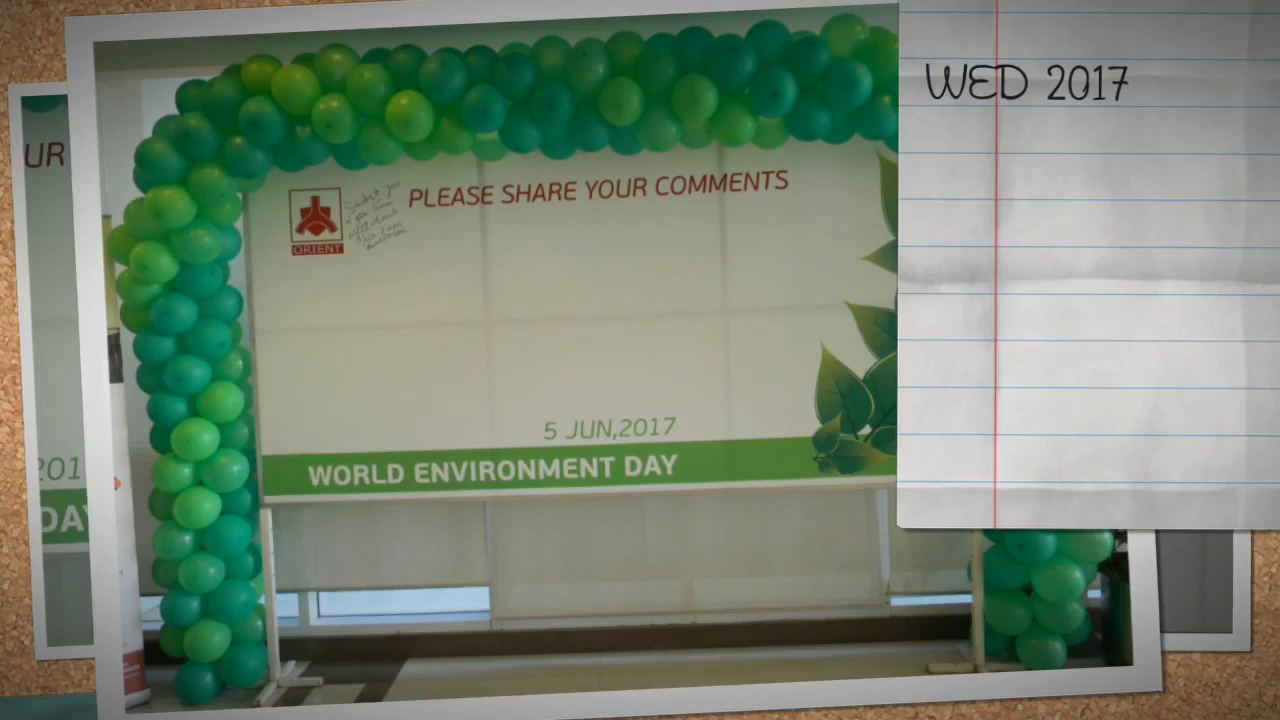 WED 2017
UR
PLEASE SHARE YOUR COMMENTS
ORIENT
5 JUN,2017
201
WORLD ENVIRONMENT DAY
DAY